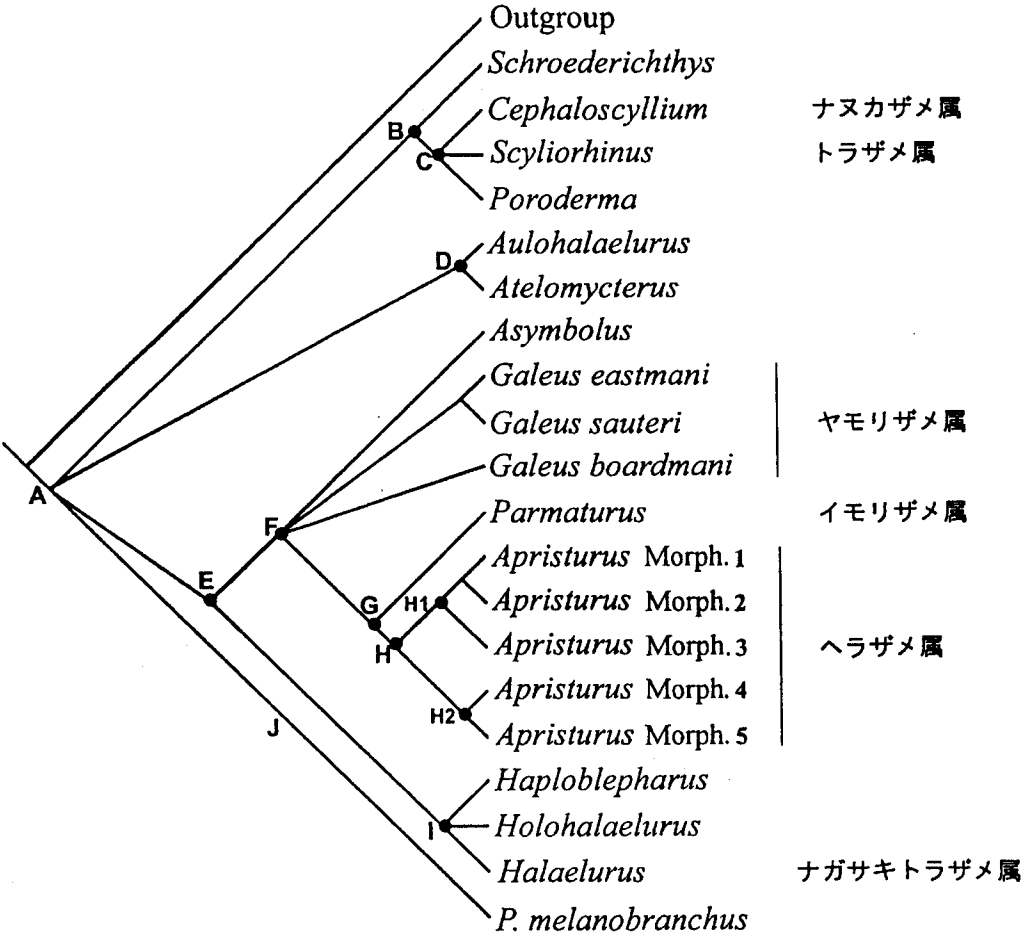 Outgroup
Schroederichthys
Cephaloscyllium ナヌカザメ属
B
C
Scyliorhinus トラザメ属
Poroderma
Aulohalaelurus
D
Atelomycterus
Asymbolus
Galeus eastmani
Galeus sauteri ヤモリザメ属
Galeus boardmani
A
Parmaturus イモリザメ属
F
Apristurus Morph. 1
E
G
H1
Apristurus Morph. 2
Apristurus Morph. 3 ヘラザメ属
H
Apristurus Morph. 4
H2
J
Apristurus Morph. 5
Haploblepharus
I
Holohalaelurus
Halaelurus ナガサキトラザメ属
P. melanobranchus